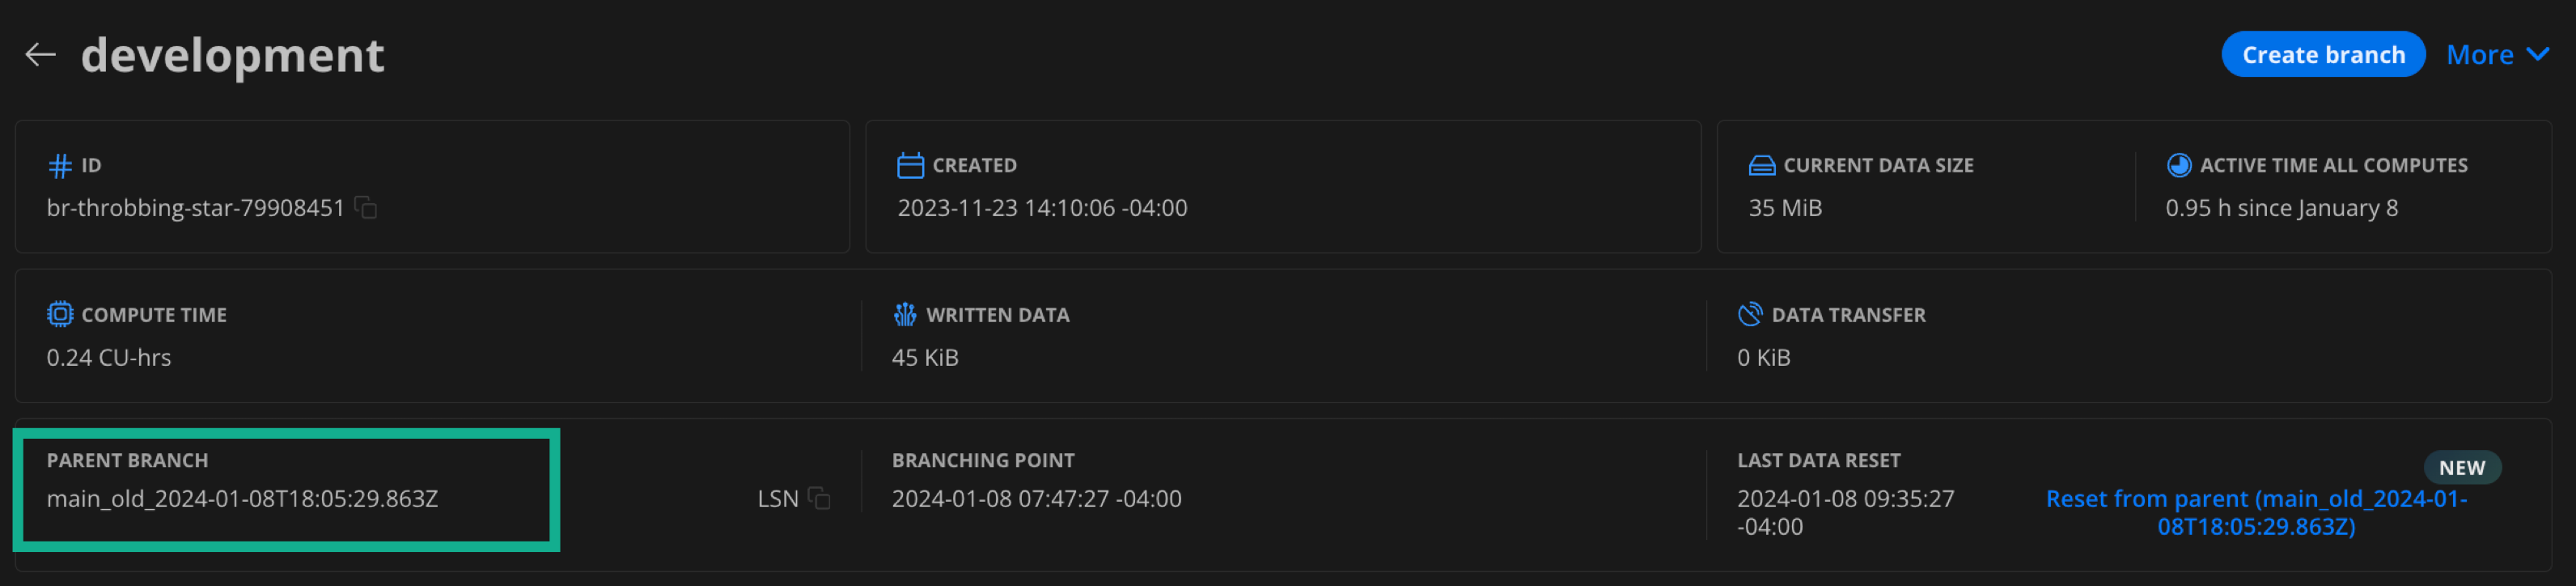 development
Create branch
More
ID
br-throbbing-star-79908451
CREATED
2023-11-23 14:10:06 -04:00
CURRENT DATA SIZE
35 MiB
ACTIVE TIME ALL COMPUTES
0.95 h since January 8
COMPUTE TIME
0.24 CU-hrs
WRITTEN DATA
45 KiB
DATA TRANSFER
0 KiB
PARENT BRANCH
main_old_2024-01-08T18:05:29.863Z
LSN
BRANCHING POINT
2024-01-08 07:47:27 -04:00
LAST DATA RESET
2024-01-08 09:35:27
-04:00
NEW
Reset from parent (main_old_2024-01-
08T18:05:29.863Z)